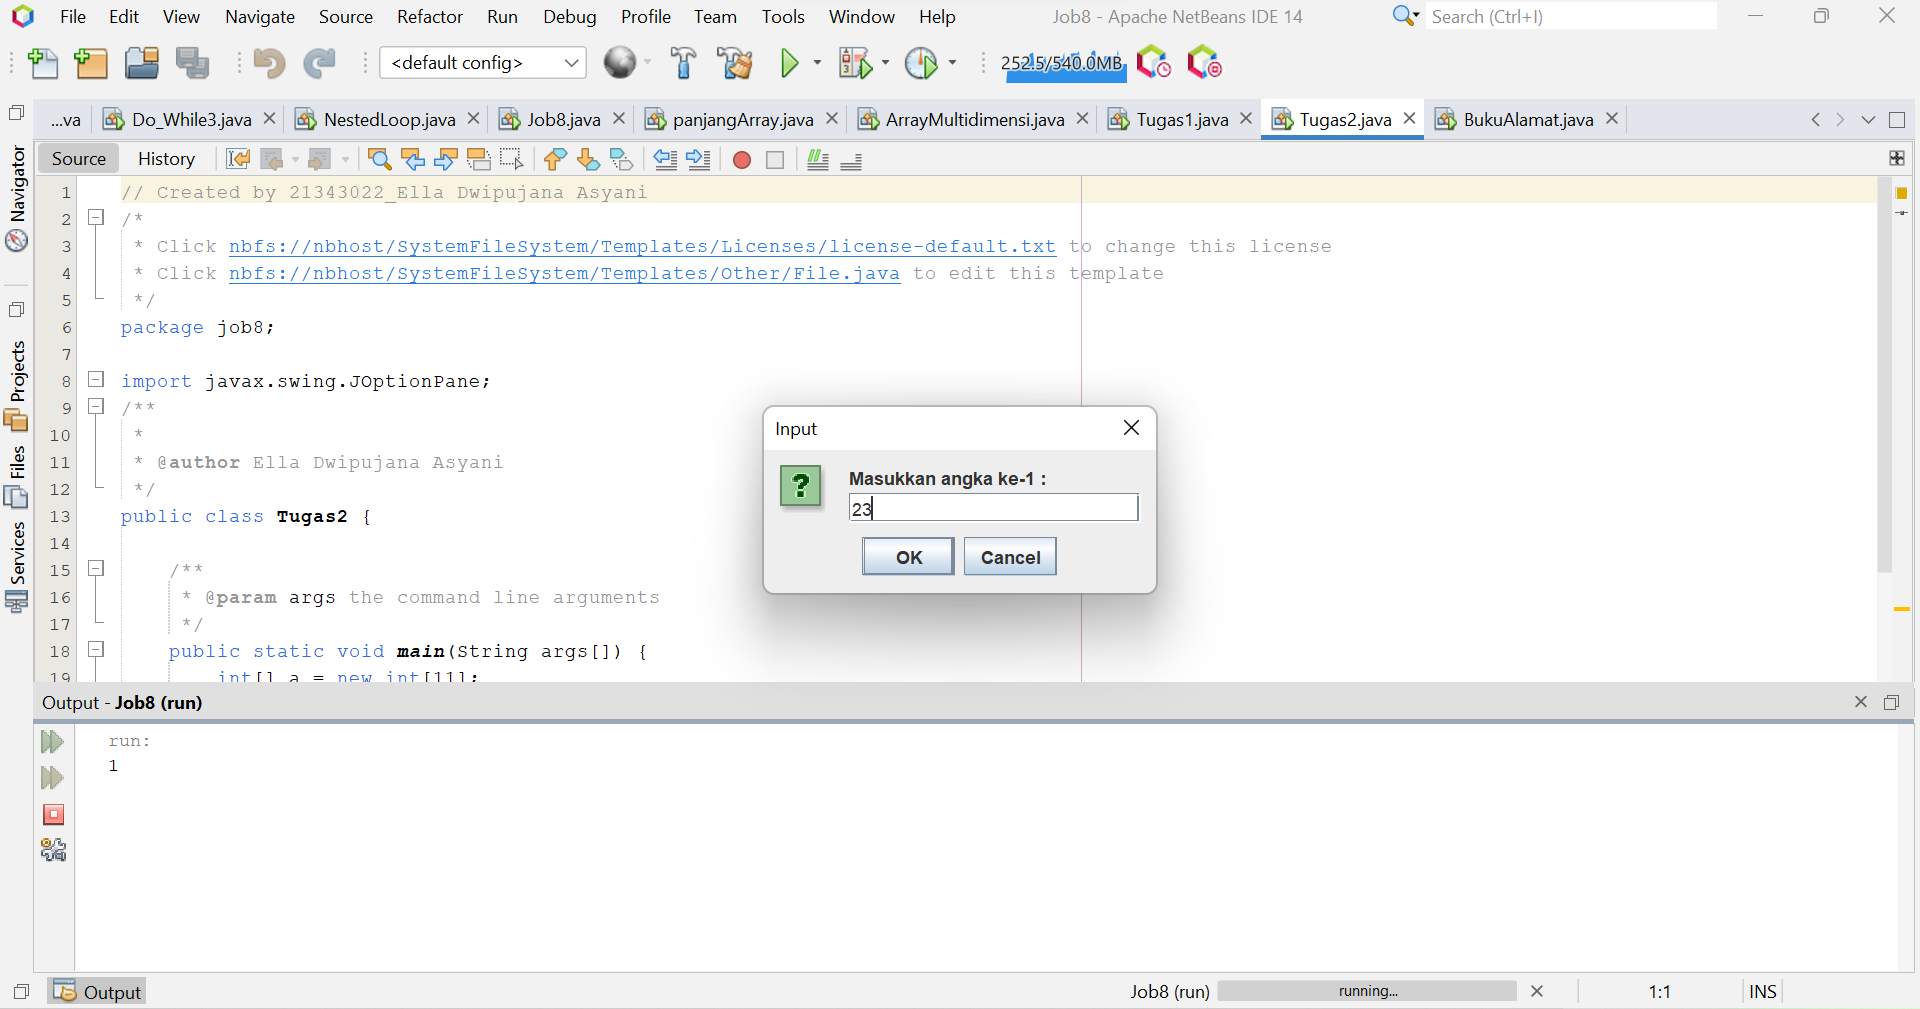 File Edit View Navigate Source Refactor Run Debug Profile Team Tools Window Help Job8 - Apache NetBeans IDE 14 Search (Ctrl+I)
<default config> 252.5/540.0MB
...va Do_While3.java NestedLoop.java Job8.java panjangArray.java ArrayMultidimensi.java Tugas1.java Tugas2.java BukuAlamat.java
Source History
Navigator
Projects
Files
Services
1 // Created by 21343022_Ella Dwipujana Asyani
2 /*
3 * Click nbfs://nbhost/SystemFileSystem/Templates/Licenses/license-default.txt to change this license
4 * Click nbfs://nbhost/SystemFileSystem/Templates/Other/File.java to edit this template
5 */
6 package job8;
7
8 import javax.swing.JOptionPane;
9 /**
10 *
11 * @author Ella Dwipujana Asyani
12 */
13 public class Tugas2 {
14
15 /**
16 * @param args the command line arguments
17 */
18 public static void main(String args[]) {
19 int[] a = new int[11];
Input
?
Masukkan angka ke-1 :
23
OK Cancel
Output - Job8 (run)
run:
1
Output Job8 (run) running... 1:1 INS